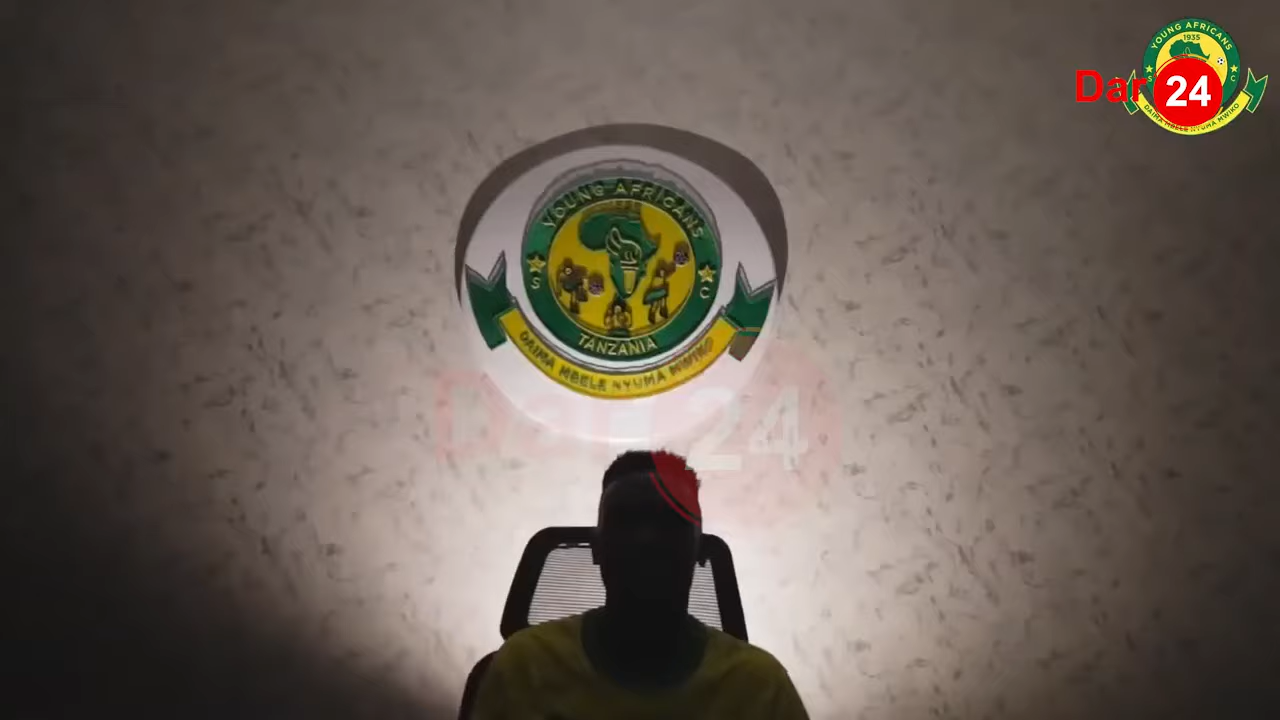 YOUNG AFRICANS
1935
S C
DAIMA MBELE NYUMA MWIKO
Dar 24
YOUNG AFRICANS
S C
TANZANIA
DAIMA MBELE NYUMA MWIKO
Dar 24